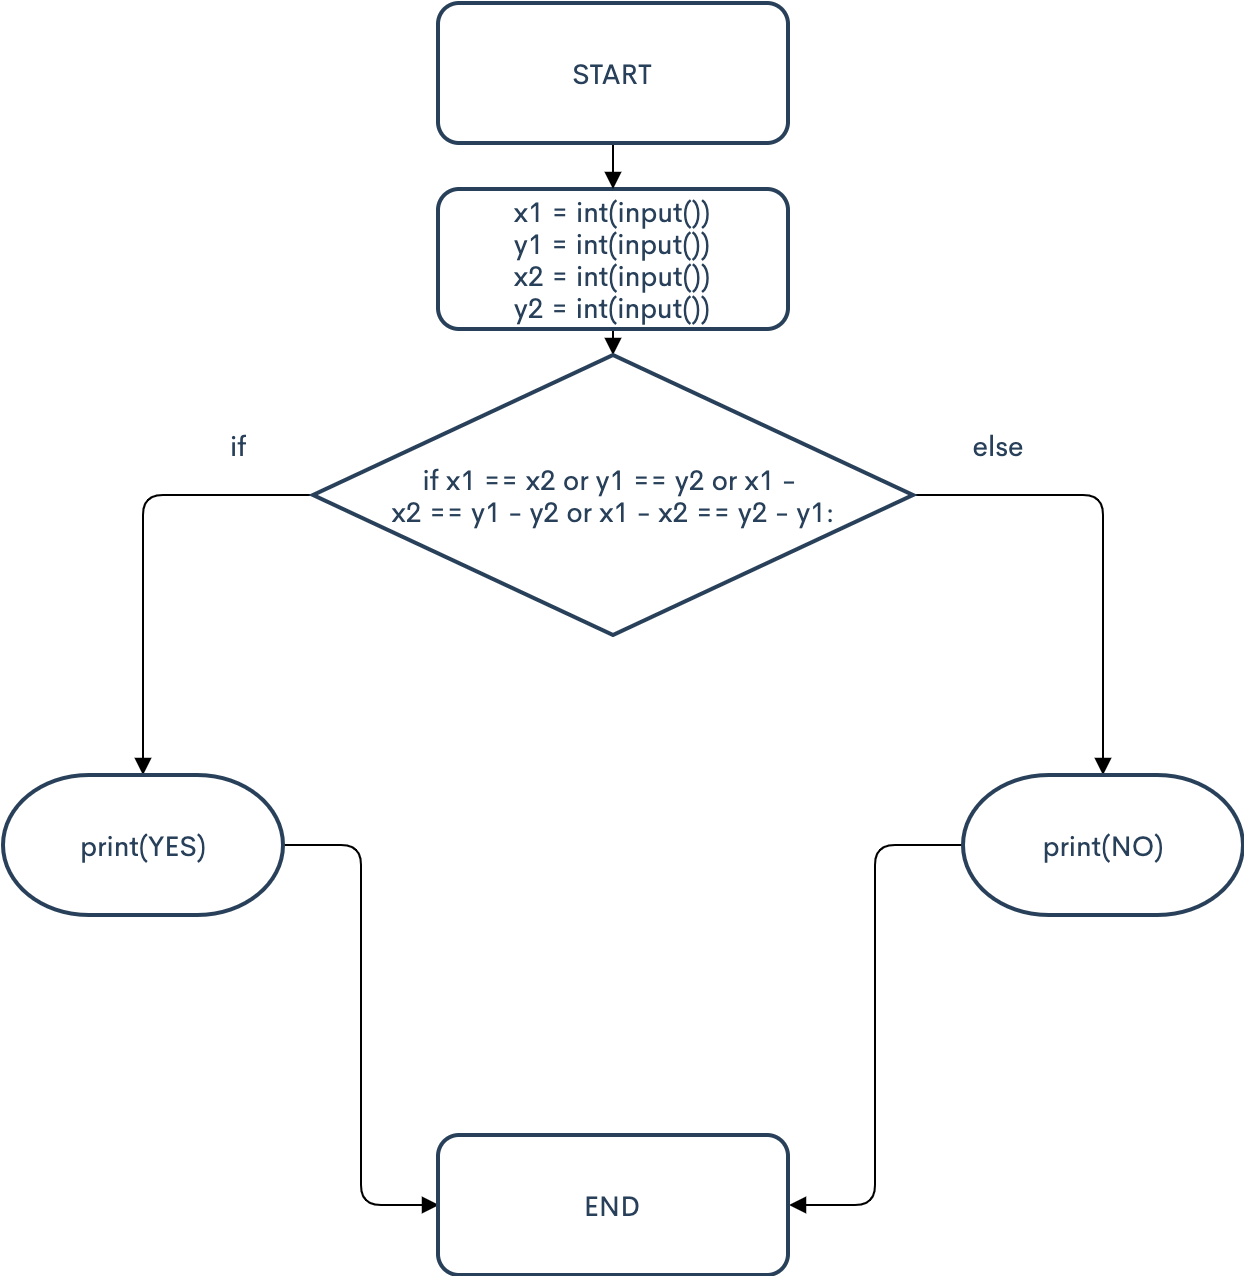 START
x1 = int(input())
y1 = int(input())
x2 = int(input())
y2 = int(input())
if
else
if x1 == x2 or y1 == y2 or x1 -
x2 == y1 - y2 or x1 - x2 == y2 - y1:
print(YES)
print(NO)
END